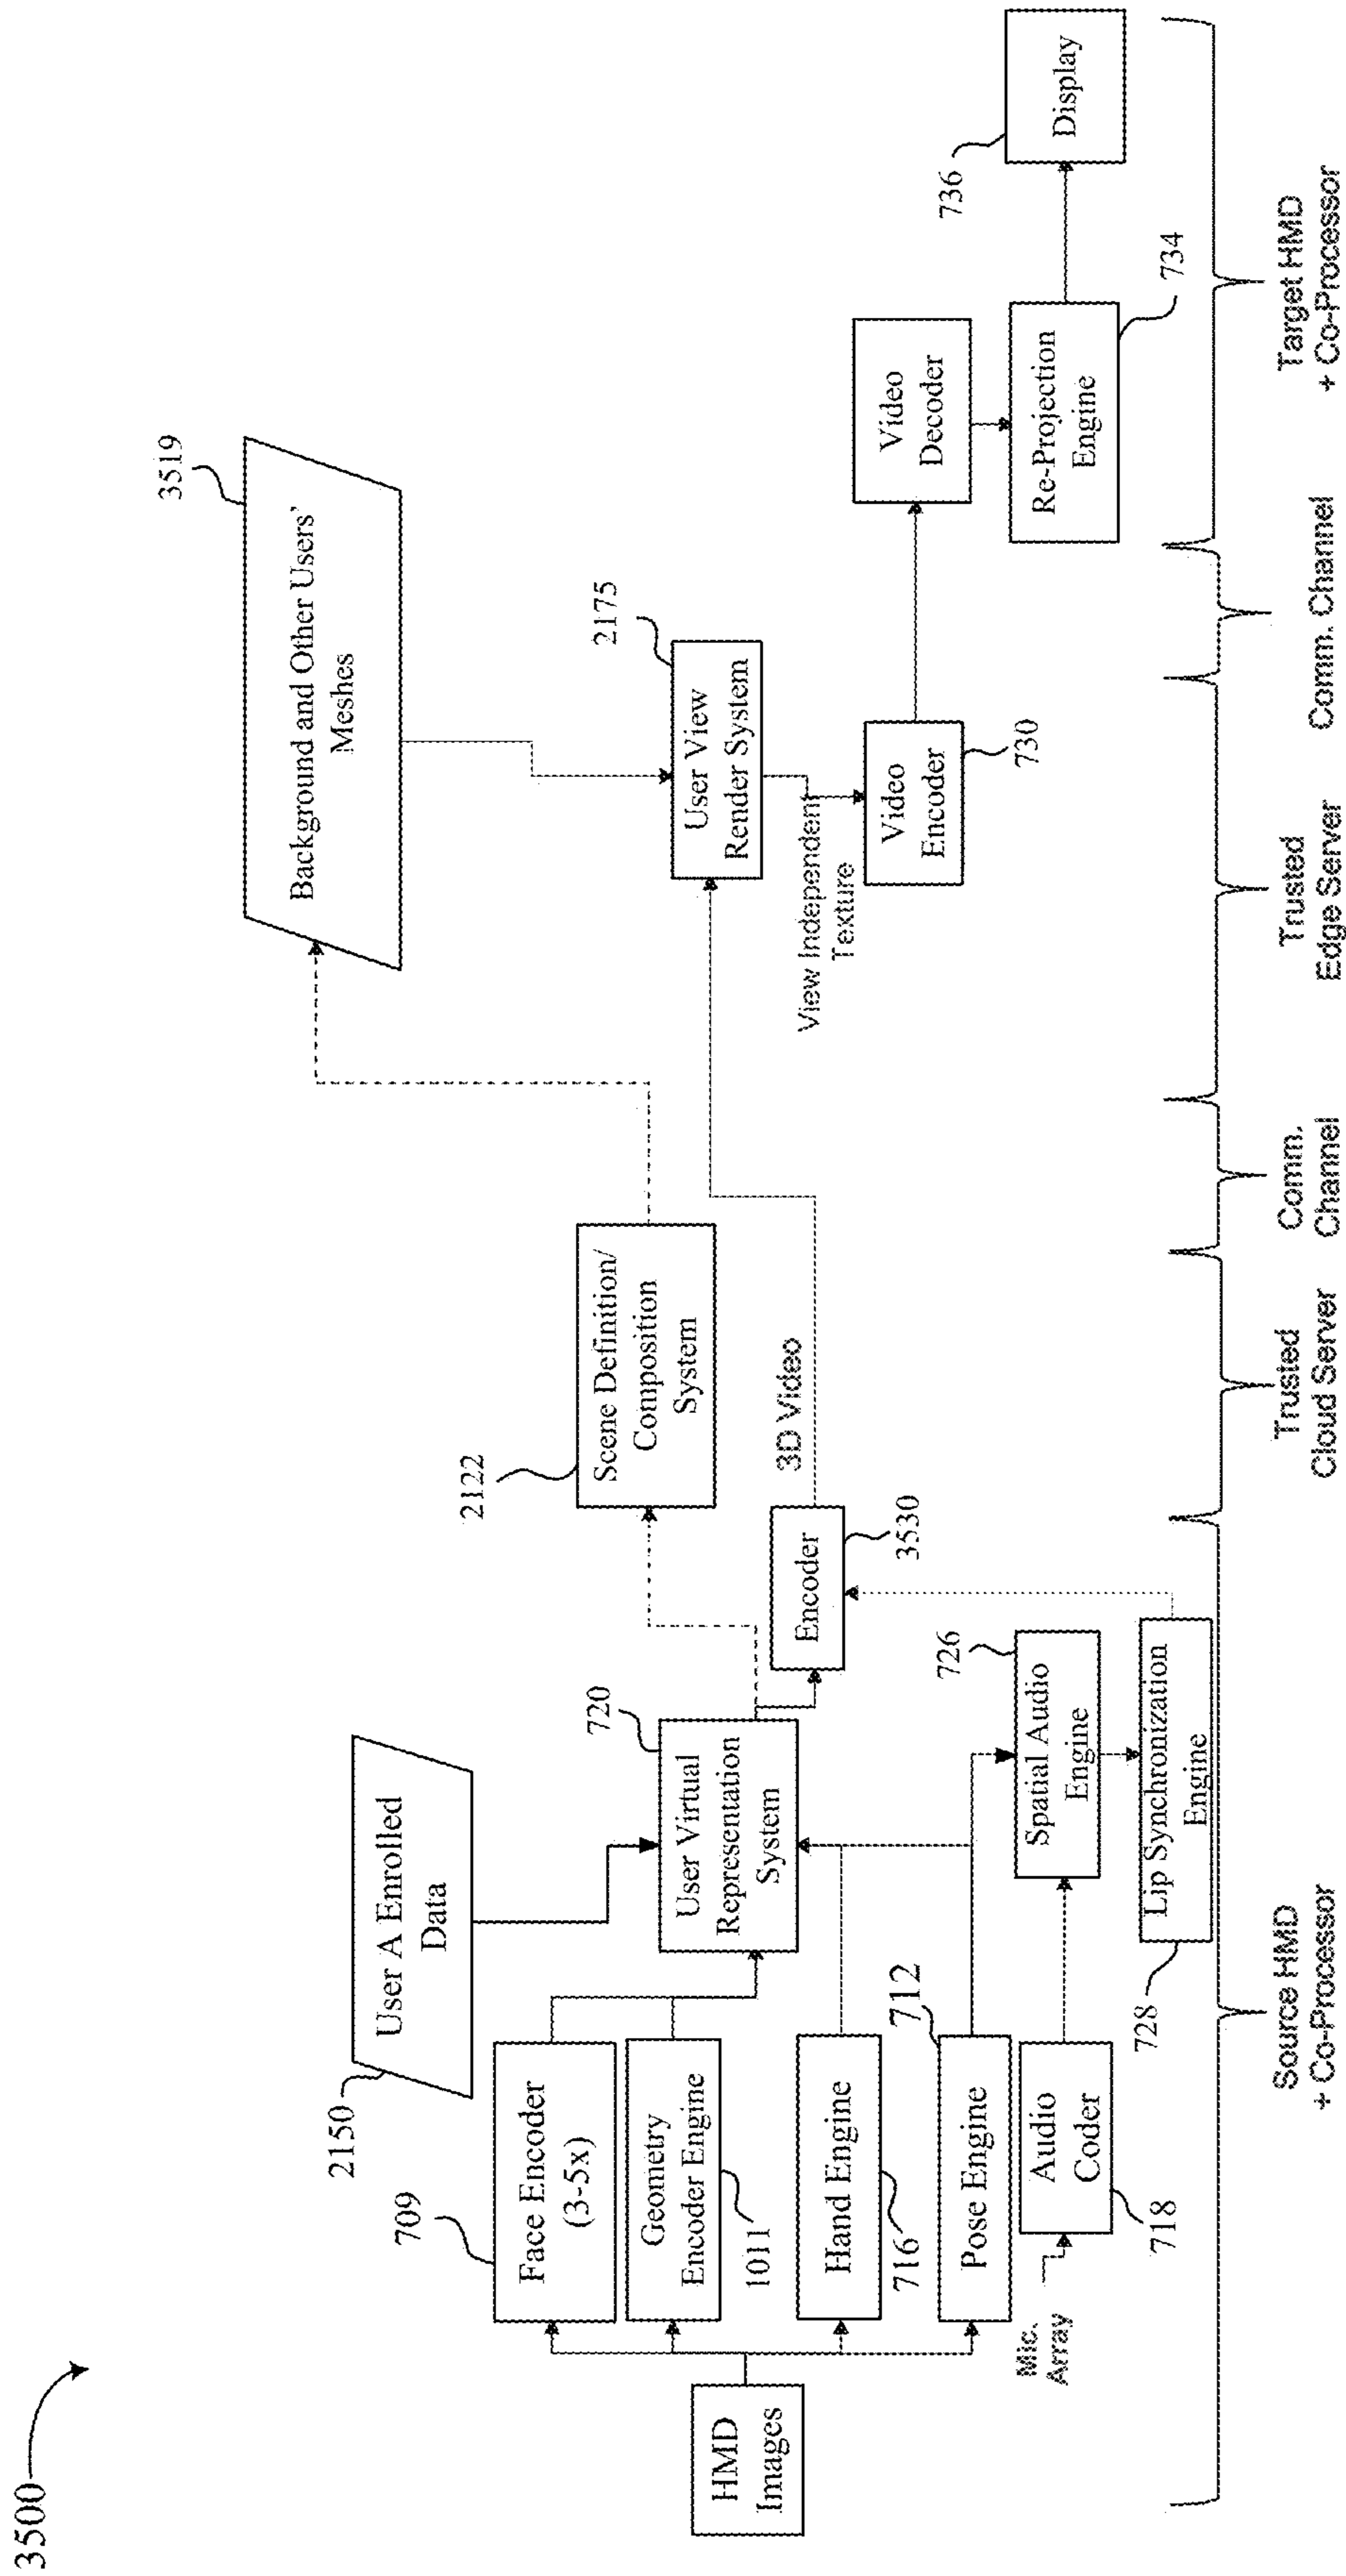 3500
2150
User A Enrolled
Data
3519
Background and Other Users'
Meshes
709
Face Encoder
(3-5x)
Geometry
Encoder Engine
1011
HMD
Images
Hand Engine
716
712
Pose Engine
Mic.
Array
Audio
Coder
718
720
User Virtual
Representation
System
2122
Scene Definition/
Composition
System
3D Video
Encoder
3530
726
Spatial Audio
Engine
Lip Synchronization
Engine
728
2175
User View
Render System
View Independent
Texture
Video
Encoder
730
Video
Decoder
Re-Projection
Engine
734
736
Display
Source HMD
+ Co-Processor
Trusted
Cloud Server
Comm.
Channel
Trusted
Edge Server
Comm. Channel
Target HMD
+ Co-Processor